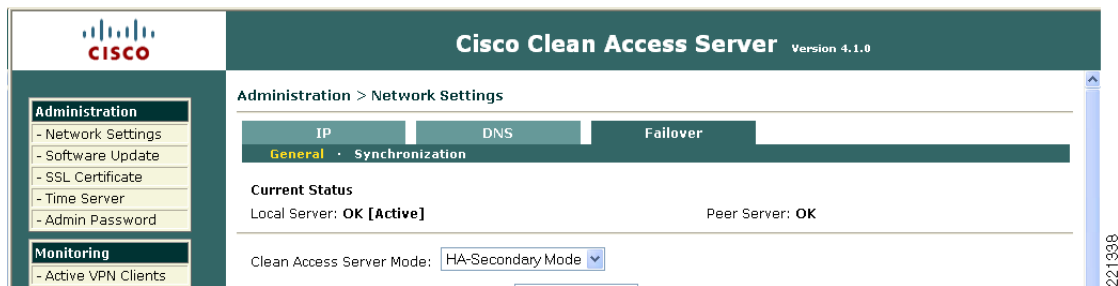 CISCO
Cisco Clean Access Server Version 4.1.0
Administration
- Network Settings
- Software Update
- SSL Certificate
- Time Server
- Admin Password
Monitoring
- Active VPN Clients
Administration > Network Settings
IP DNS Failover
General · Synchronization
Current Status
Local Server: OK [Active] Peer Server: OK
Clean Access Server Mode: HA-Secondary Mode
221338